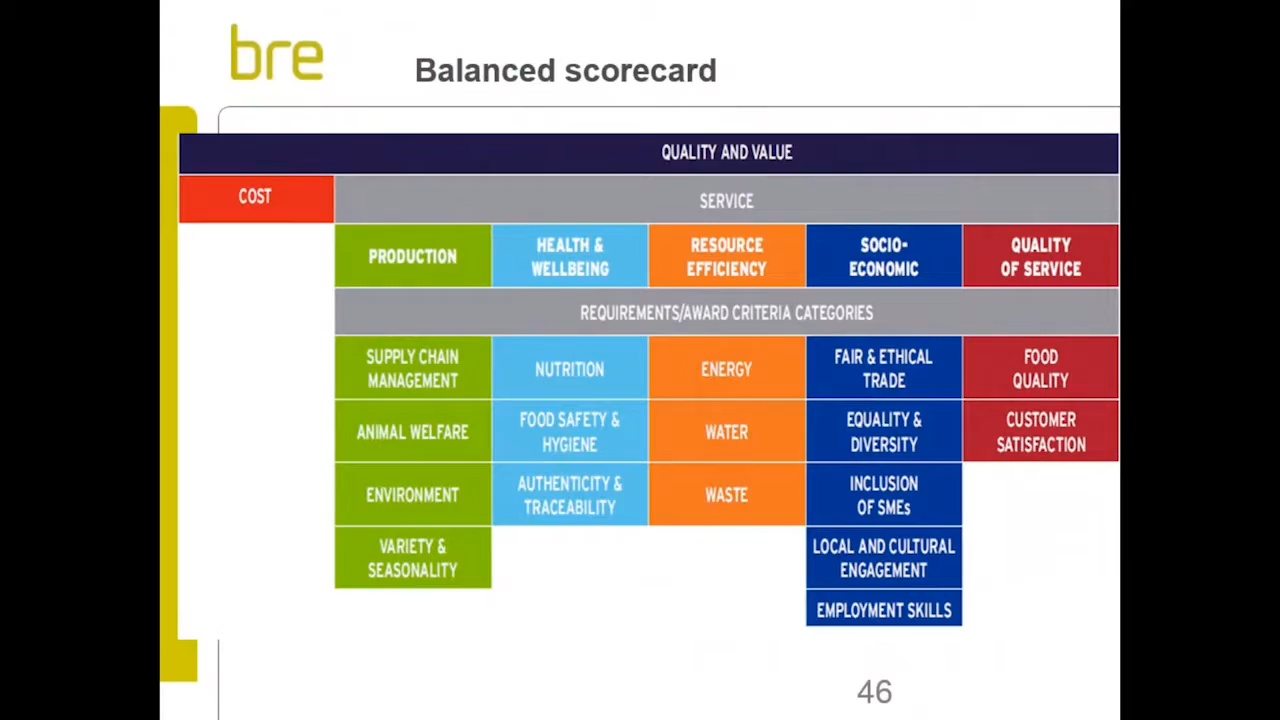 bre
Balanced scorecard
QUALITY AND VALUE
COST
SERVICE
PRODUCTION
HEALTH &
WELLBEING
RESOURCE
EFFICIENCY
SOCIO-
ECONOMIC
QUALITY
OF SERVICE
REQUIREMENTS/AWARD CRITERIA CATEGORIES
SUPPLY CHAIN
MANAGEMENT
NUTRITION
ENERGY
FAIR & ETHICAL
TRADE
FOOD
QUALITY
ANIMAL WELFARE
FOOD SAFETY &
HYGIENE
WATER
EQUALITY &
DIVERSITY
CUSTOMER
SATISFACTION
ENVIRONMENT
AUTHENTICITY &
TRACEABILITY
WASTE
INCLUSION
OF SMEs
VARIETY &
SEASONALITY
LOCAL AND CULTURAL
ENGAGEMENT
EMPLOYMENT SKILLS
46